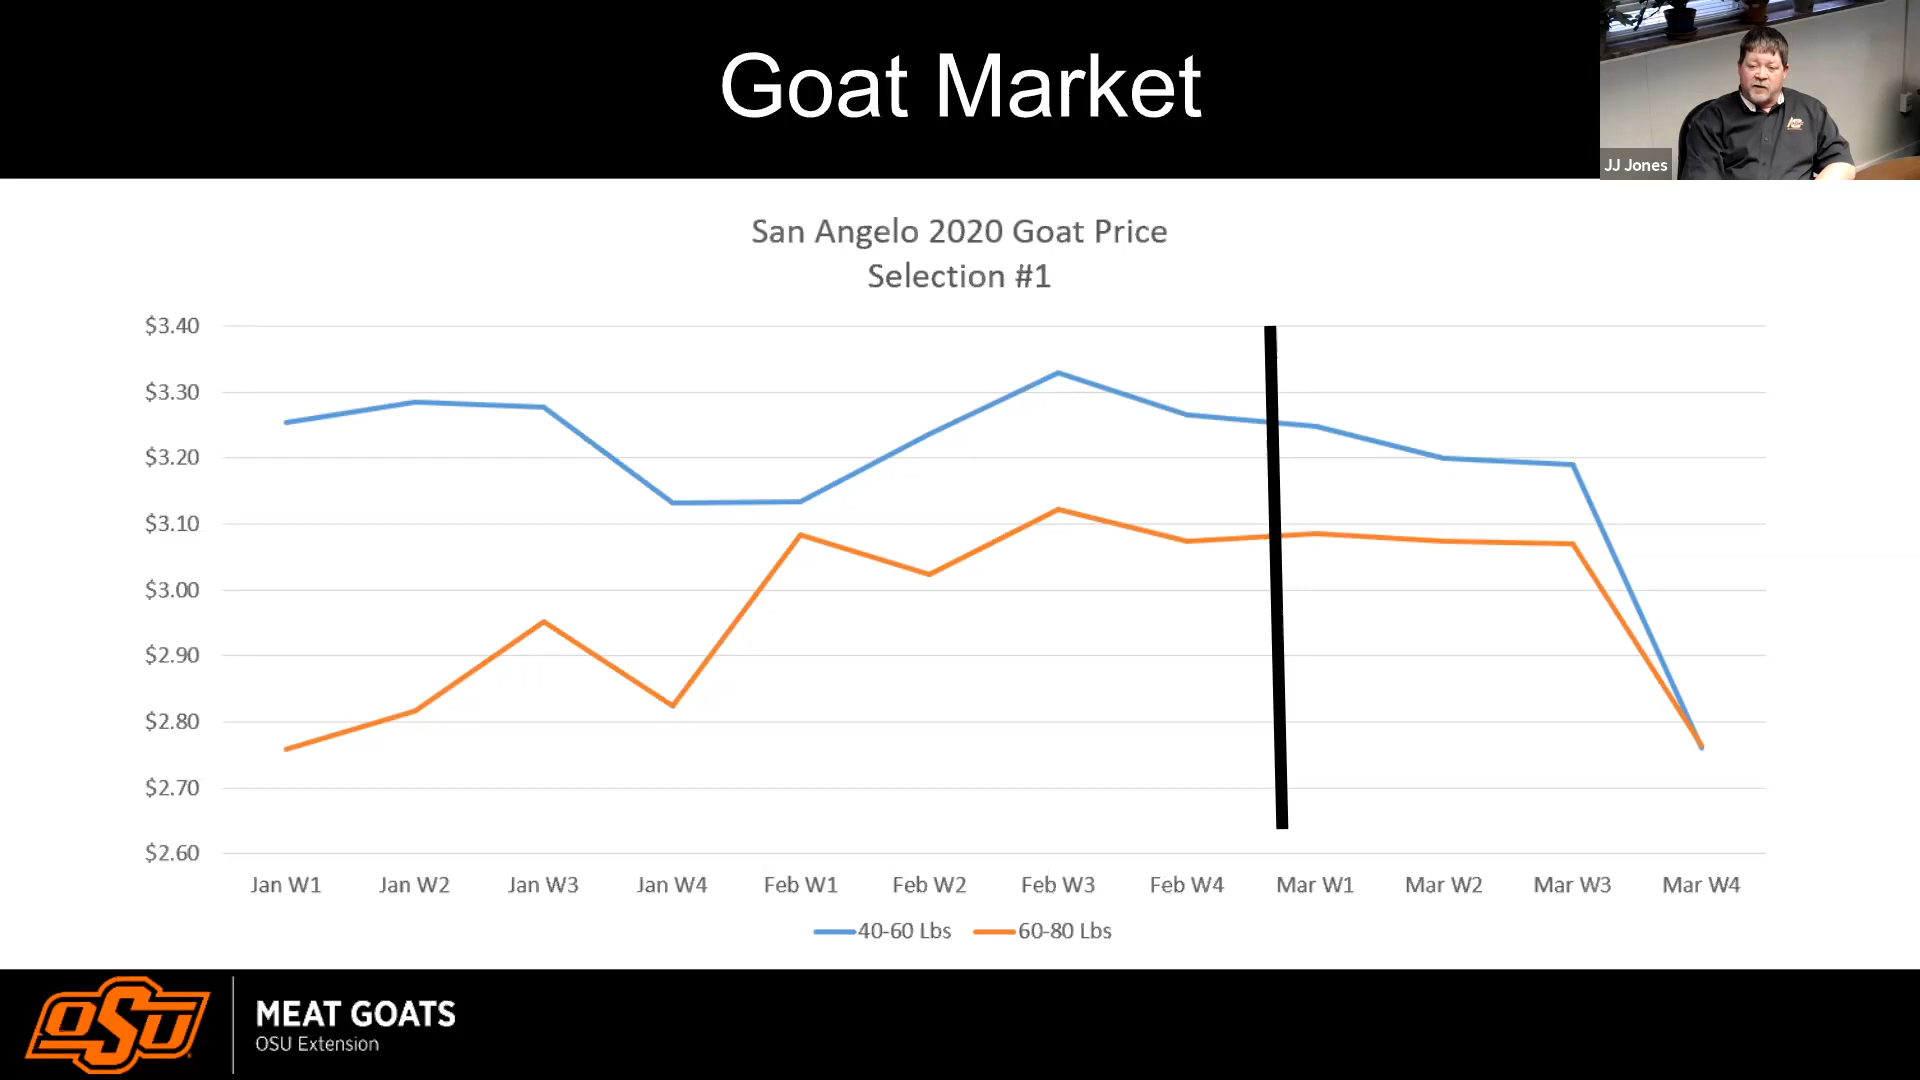 Goat Market
JJ Jones
San Angelo 2020 Goat Price
Selection #1
$3.40
$3.30
$3.20
$3.10
$3.00
$2.90
$2.80
$2.70
$2.60
Jan W1 Jan W2 Jan W3 Jan W4 Feb W1 Feb W2 Feb W3 Feb W4 Mar W1 Mar W2 Mar W3 Mar W4
40-60 Lbs 60-80 Lbs
OSU
MEAT GOATS
OSU Extension